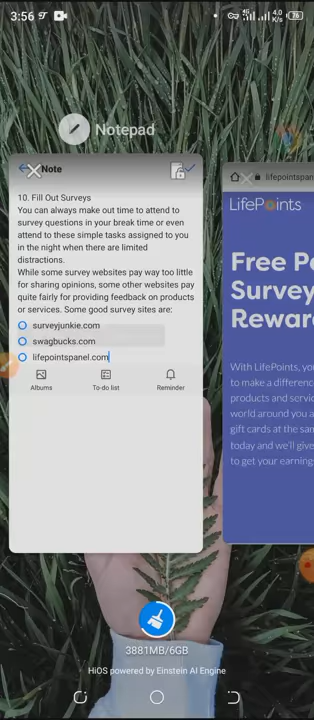 3:56
4.0
K/s
76
Notepad
Note
10. Fill Out Surveys
You can always make out time to attend to
survey questions in your break time or even
attend to these simple tasks assigned to you
in the night when there are limited
distractions.
While some survey websites pay way too little
for sharing opinions, some other websites pay
quite fairly for providing feedback on products
or services. Some good survey sites are:
surveyjunkie.com
swagbucks.com
lifepointspanel.com
Albums
To-do list
Reminder
lifepointspanel
LifePoints
Free Po
Survey
Reward
With LifePoints, you
to make a differenc
products and servic
world around you a
gift cards at the sam
today and we'll give
to get your earning
3881MB/6GB
HiOS powered by Einstein AI Engine